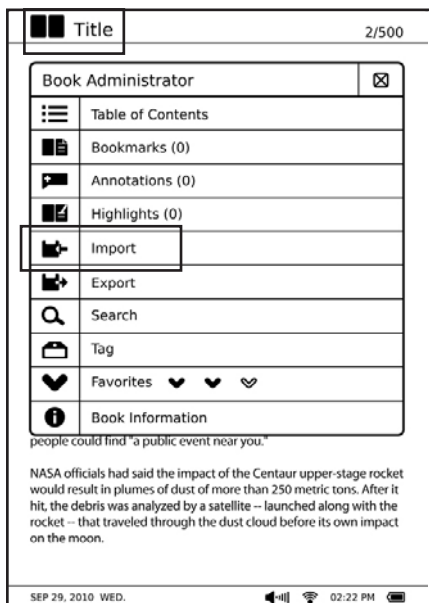 Title
2/500
Book Administrator
Table of Contents
Bookmarks (0)
Annotations (0)
Highlights (0)
Import
Export
Search
Tag
Favorites
Book Information
people could find "a public event near you."
NASA officials had said the impact of the Centaur upper-stage rocket
would result in plumes of dust of more than 250 metric tons. After it
hit, the debris was analyzed by a satellite -- launched along with the
rocket -- that traveled through the dust cloud before its own impact
on the moon.
SEP 29, 2010 WED.
02:22 PM